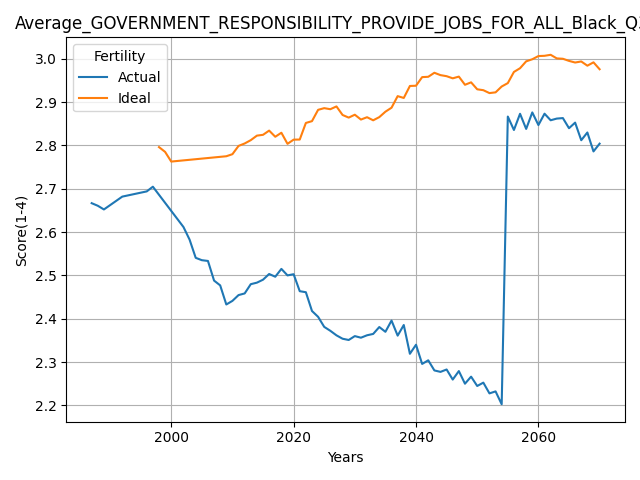 Average_GOVERNMENT_RESPONSIBILITY_PROVIDE_JOBS_FOR_ALL_Black_Q
Fertility
Actual
Ideal
3.0
2.9
2.8
2.7
2.6
2.5
2.4
2.3
2.2
Score(1-4)
2000 2020 2040 2060
Years